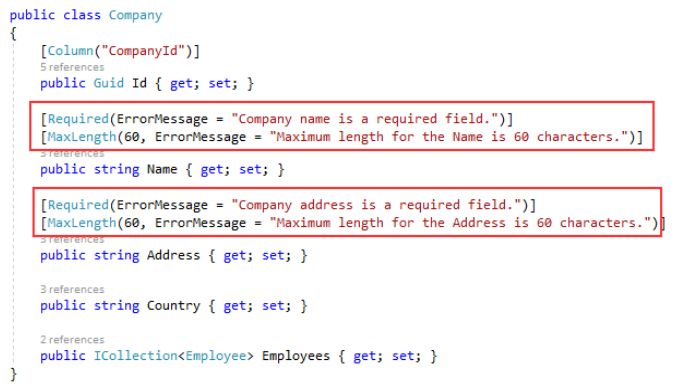 public class Company
{
[Column("CompanyId")]
5 references
public Guid Id { get; set; }
[Required(ErrorMessage = "Company name is a required field.")]
[MaxLength(60, ErrorMessage = "Maximum length for the Name is 60 characters.")]
3 references
public string Name { get; set; }
[Required(ErrorMessage = "Company address is a required field.")]
[MaxLength(60, ErrorMessage = "Maximum length for the Address is 60 characters.")]
3 references
public string Address { get; set; }
3 references
public string Country { get; set; }
2 references
public ICollection<Employee> Employees { get; set; }
}